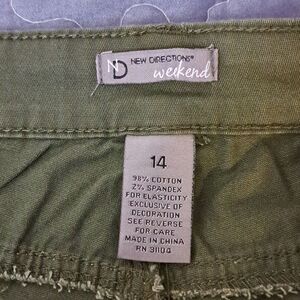 ND NEW DIRECTIONS®
weekend
14
98% COTTON
2% SPANDEX
FOR ELASTICITY
EXCLUSIVE OF
DECORATION
SEE REVERSE
FOR CARE
MADE IN CHINA
RN 31104